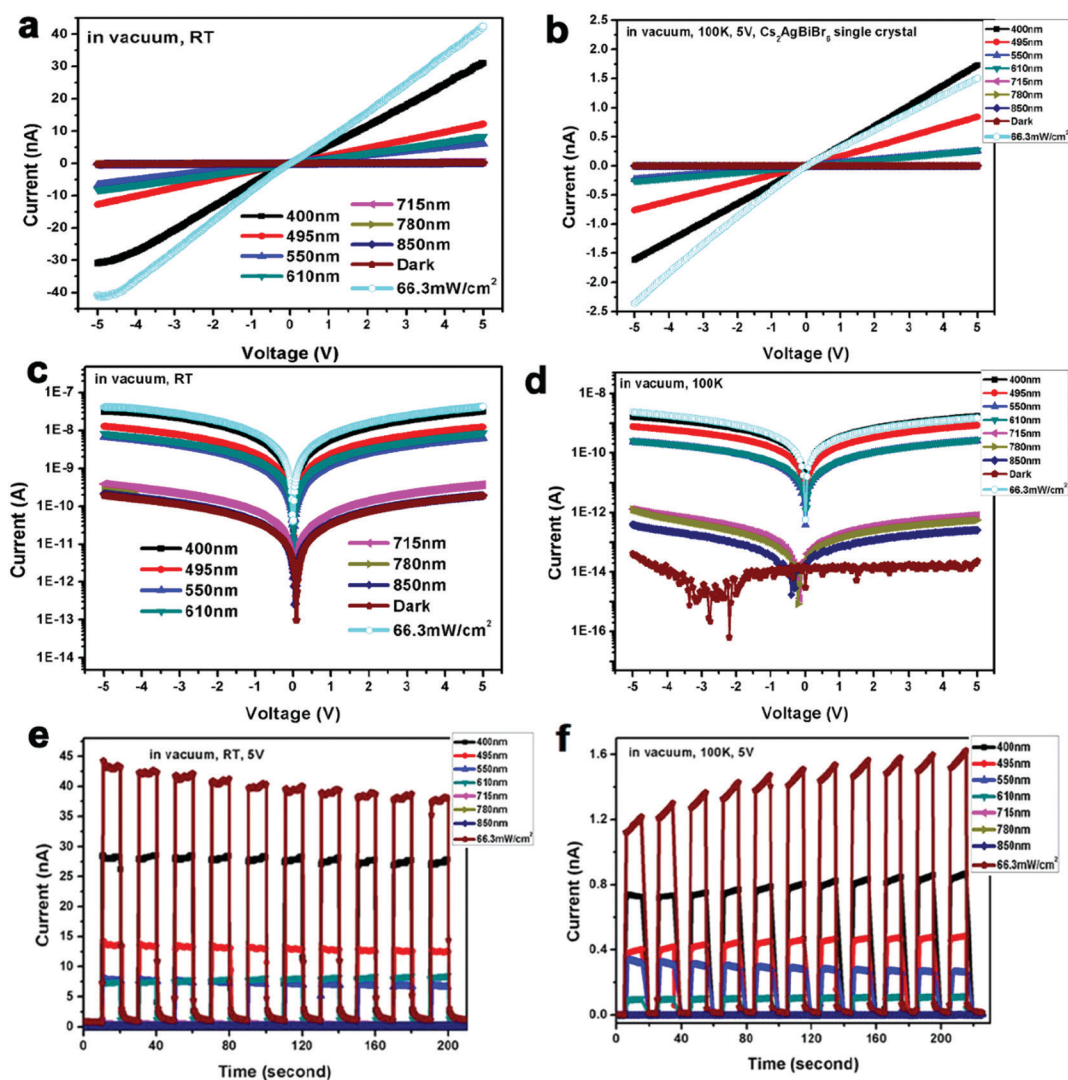 a
in vacuum, RT
40
30
20
10
0
-10
-20
-30
-40
Current (nA)
400nm
495nm
550nm
610nm
715nm
780nm
850nm
Dark
66.3mW/cm²
-5 -4 -3 -2 -1 0 1 2 3 4 5
Voltage (V)
b
in vacuum, 100K, 5V, Cs₂AgBiBr₆ single crystal
2.5
2.0
1.5
1.0
0.5
0.0
-0.5
-1.0
-1.5
-2.0
-2.5
Current (nA)
400nm
495nm
550nm
610nm
715nm
780nm
850nm
Dark
66.3mW/cm²
-5 -4 -3 -2 -1 0 1 2 3 4 5
Voltage (V)
c
in vacuum, RT
1E-7
1E-8
1E-9
1E-10
1E-11
1E-12
1E-13
1E-14
Current (A)
400nm
495nm
550nm
610nm
715nm
780nm
850nm
Dark
66.3mW/cm²
-5 -4 -3 -2 -1 0 1 2 3 4 5
Voltage (V)
d
in vacuum, 100K
1E-8
1E-10
1E-12
1E-14
1E-16
Current (A)
400nm
495nm
550nm
610nm
715nm
780nm
850nm
Dark
66.3mW/cm²
-5 -4 -3 -2 -1 0 1 2 3 4 5
Voltage (V)
e
in vacuum, RT, 5V
45
40
35
30
25
20
15
10
5
0
Current (nA)
400nm
495nm
550nm
610nm
715nm
780nm
850nm
66.3mW/cm²
0 40 80 120 160 200
Time (second)
f
in vacuum, 100K, 5V
1.6
1.2
0.8
0.4
0.0
Current (nA)
400nm
495nm
550nm
610nm
715nm
780nm
850nm
66.3mW/cm²
0 40 80 120 160 200
Time (second)